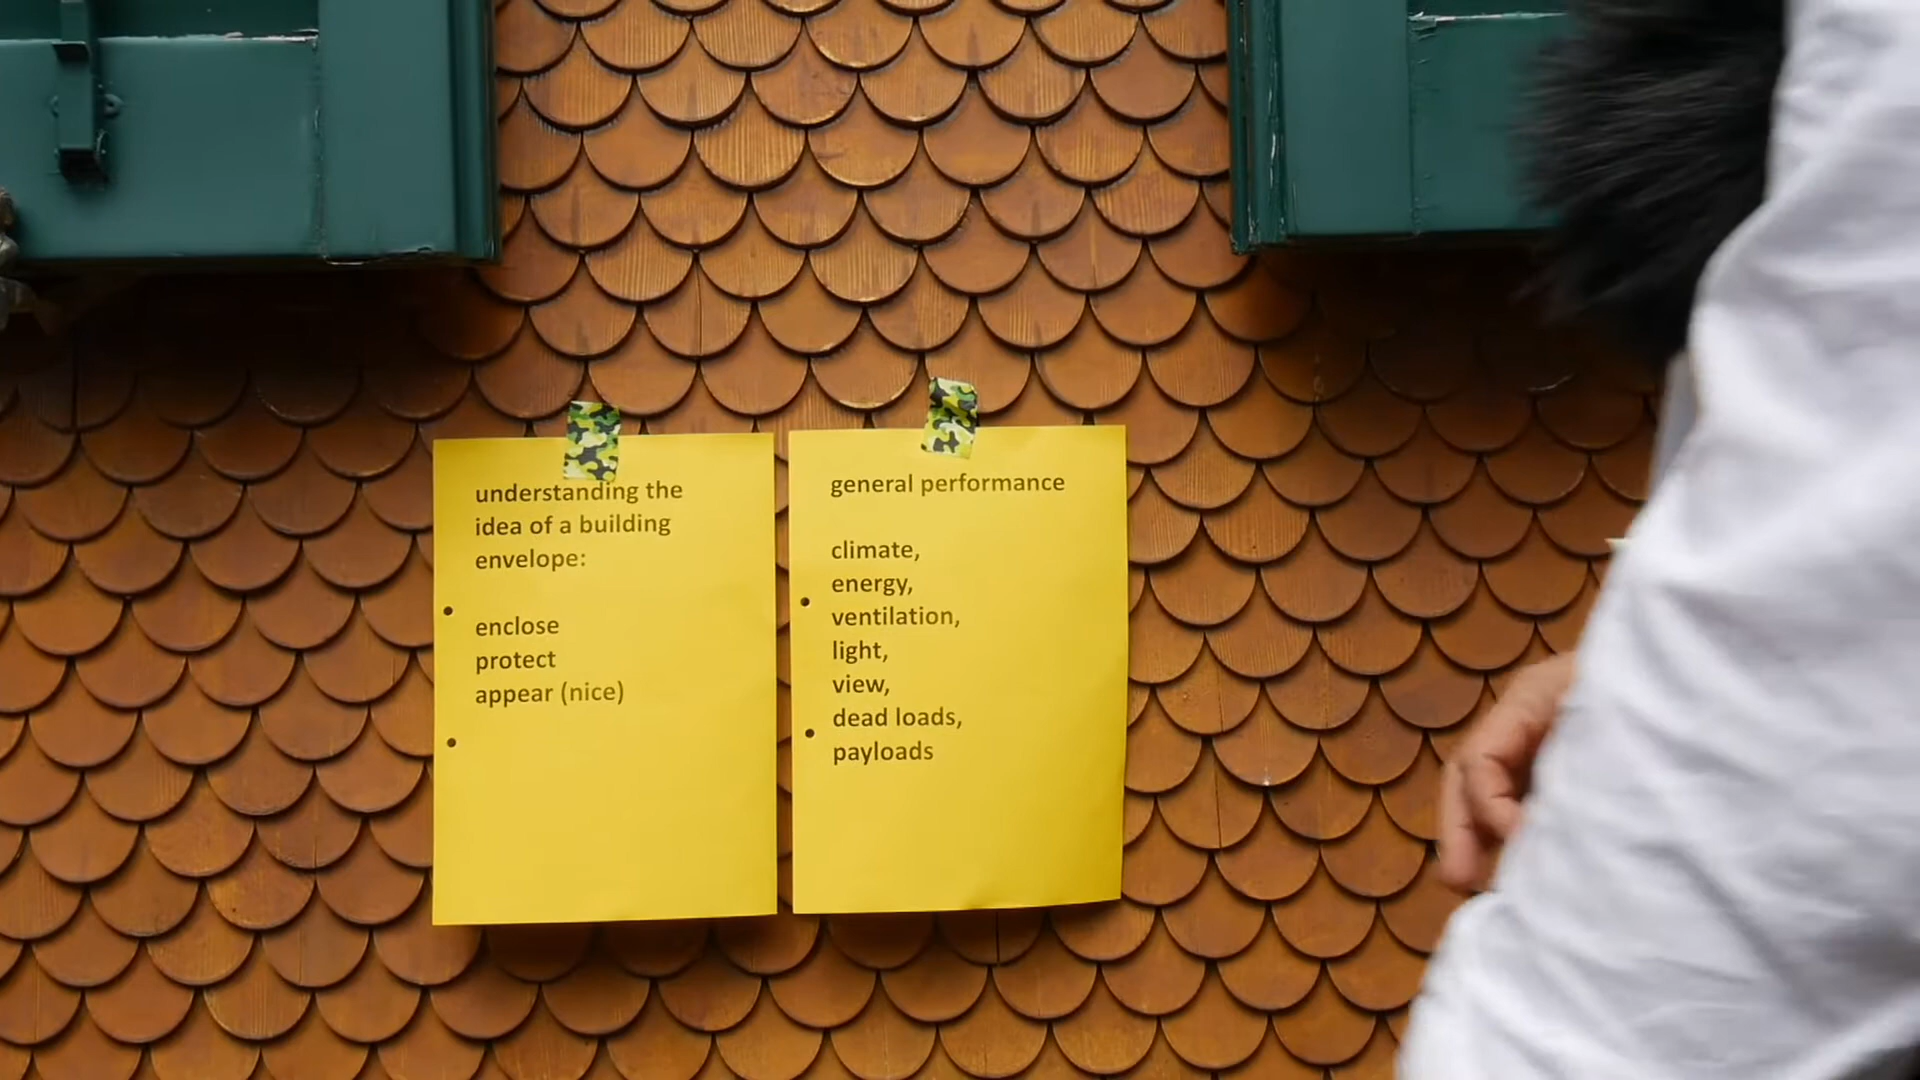 understanding the
idea of a building
envelope:
enclose
protect
appear (nice)
general performance
climate,
energy,
ventilation,
light,
view,
dead loads,
payloads